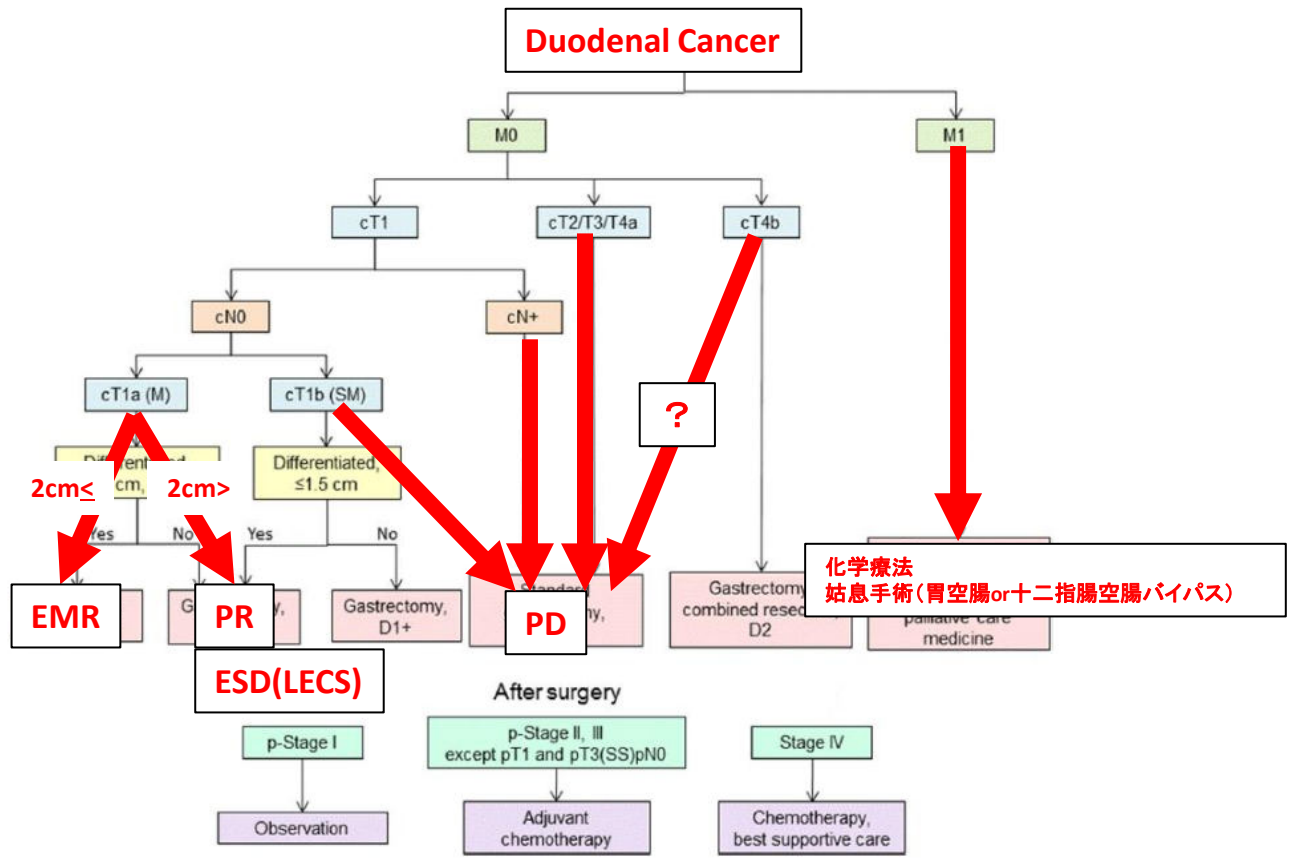 Duodenal Cancer
M0
M1
cT1
cT2/T3/T4a
cT4b
cN0
cN+
cT1a (M)
cT1b (SM)
?
Differentiated,
≤1.5 cm
cm,
2cm≤
2cm>
Yes
No
Yes
No
化学療法
姑息手術(胃空腸or十二指腸空腸バイパス)
palliative care
medicine
EMR
PR
Gastrectomy,
D1+
PD
Gastrectomy
combined
D2
ESD(LECS)
After surgery
p-Stage I
p-Stage II, III
except pT1 and pT3(SS)pN0
Stage IV
Observation
Adjuvant
chemotherapy
Chemotherapy,
best supportive care